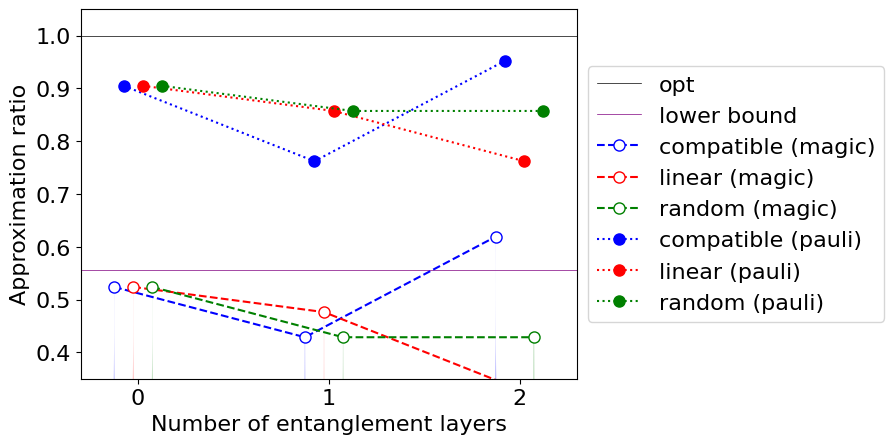 1.0
0.9
0.8
0.7
0.6
0.5
0.4
Approximation ratio
0 1 2
Number of entanglement layers
opt
lower bound
compatible (magic)
linear (magic)
random (magic)
compatible (pauli)
linear (pauli)
random (pauli)